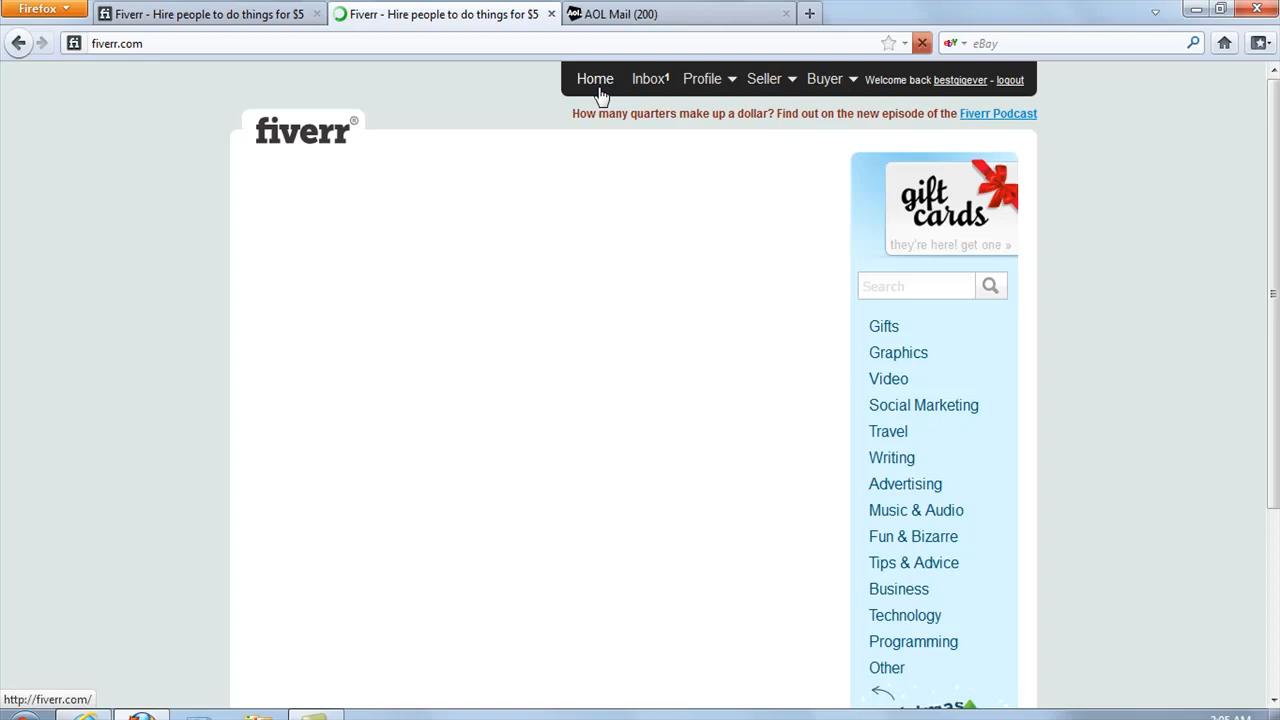 Firefox
Fiverr - Hire people to do things for $5
Fiverr - Hire people to do things for $5
AOL Mail (200)
fiverr.com
eBay
Home Inbox1 Profile Seller Buyer Welcome back bestgigever - logout
How many quarters make up a dollar? Find out on the new episode of the Fiverr Podcast
fiverr®
gift
cards
they're here! get one »
Search
Gifts
Graphics
Video
Social Marketing
Travel
Writing
Advertising
Music & Audio
Fun & Bizarre
Tips & Advice
Business
Technology
Programming
Other
http://fiverr.com/